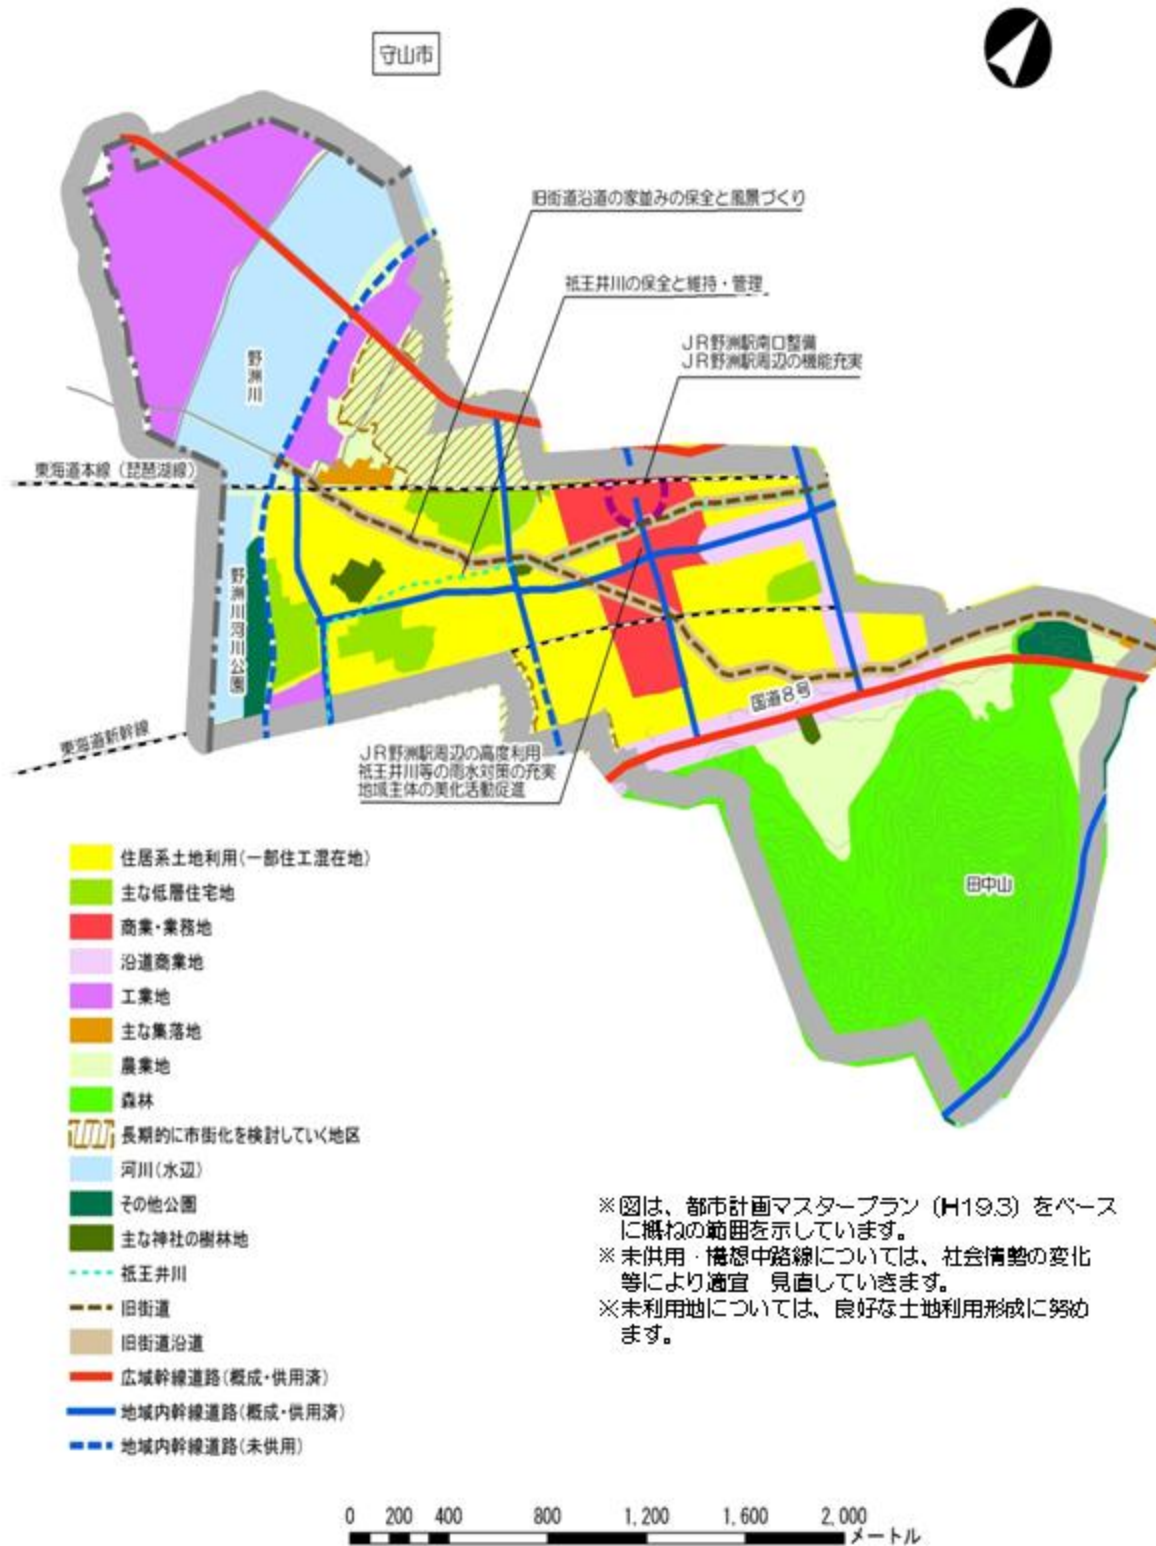 守山市
旧街道沿道の家並みの保全と風景づくり
祇王井川の保全と維持・管理
JR野洲駅南口整備
JR野洲駅周辺の機能充実
野洲川
東海道本線（琵琶湖線）
野洲川河川公園
国道8号
東海道新幹線
JR野洲駅周辺の高度利用
祇王井川等の雨水対策の充実
地域主体の美化活動促進
田中山
住居系土地利用(一部住工混在地)
主な低層住宅地
商業・業務地
沿道商業地
工業地
主な集落地
農業地
森林
長期的に市街化を検討していく地区
河川(水辺)
その他公園
主な神社の樹林地
祇王井川
旧街道
旧街道沿道
広域幹線道路(概成・供用済)
地域内幹線道路(概成・供用済)
地域内幹線道路(未供用)
※図は、都市計画マスタープラン（H19.3）をベース
に概ねの範囲を示しています。
※未供用・構想中路線については、社会情勢の変化
等により適宜　見直していきます。
※未利用地については、良好な土地利用形成に努め
ます。
0 200 400 800 1,200 1,600 2,000
メートル